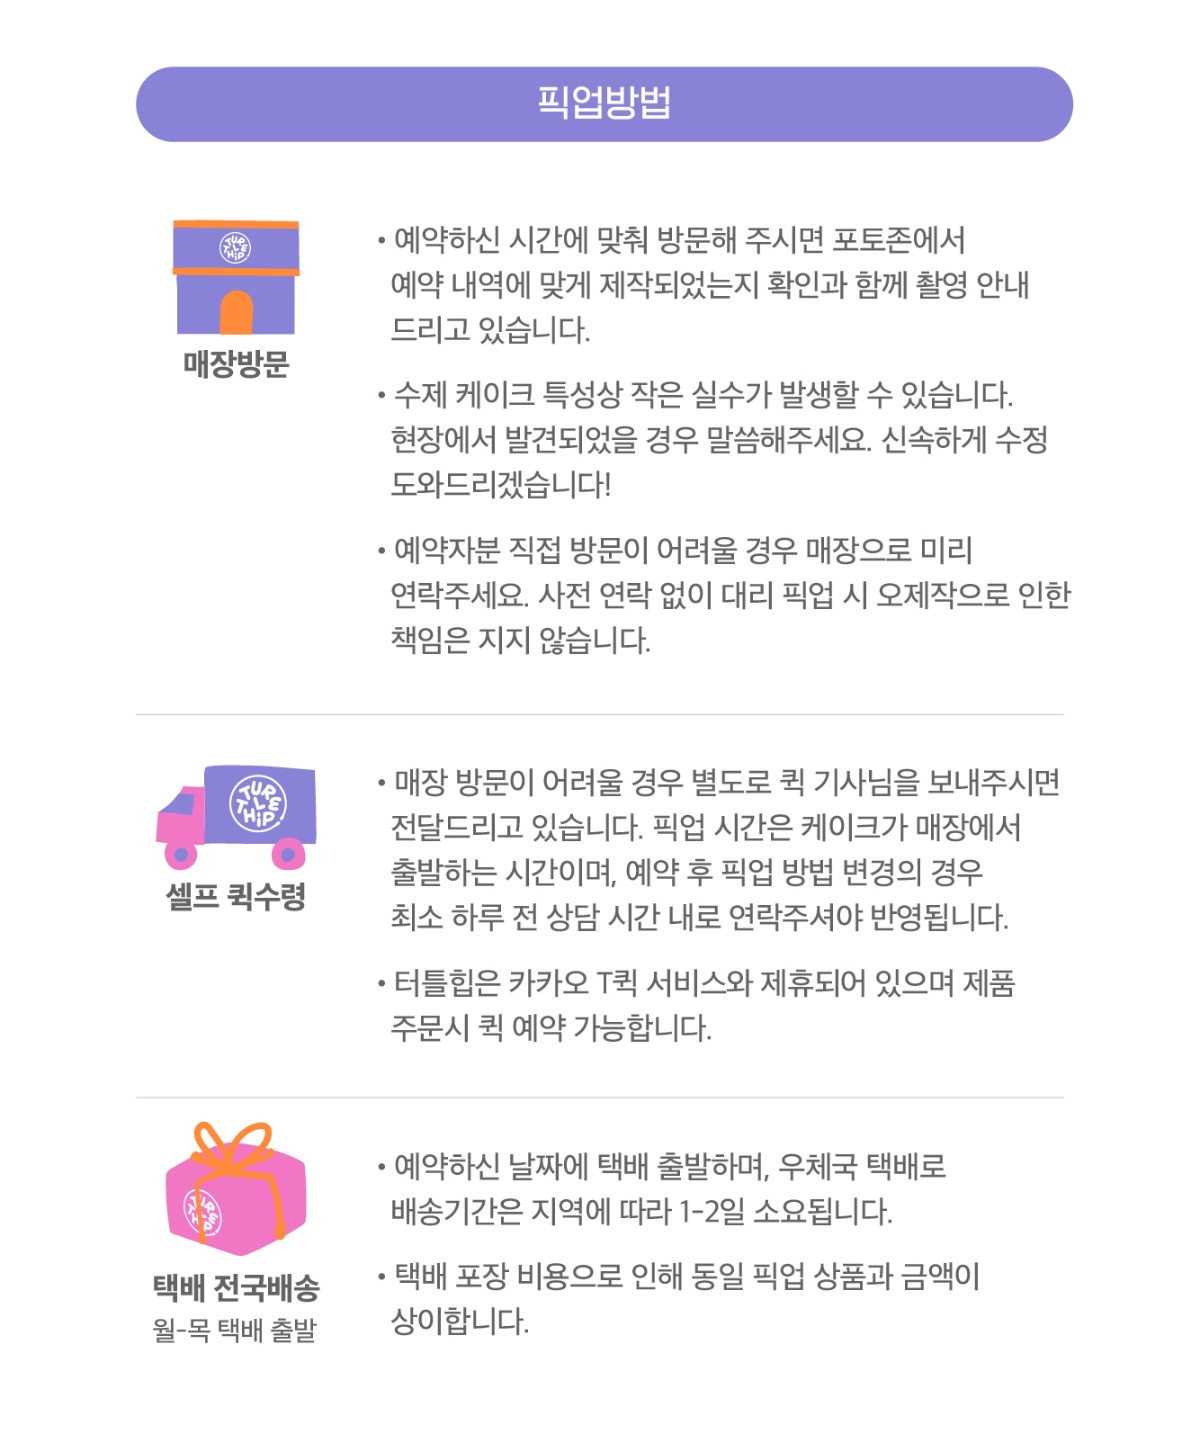 픽업방법
TURTLE HiP!
매장방문
• 예약하신 시간에 맞춰 방문해 주시면 포토존에서
예약 내역에 맞게 제작되었는지 확인과 함께 촬영 안내
드리고 있습니다.
• 수제 케이크 특성상 작은 실수가 발생할 수 있습니다.
현장에서 발견되었을 경우 말씀해주세요. 신속하게 수정
도와드리겠습니다!
• 예약자분 직접 방문이 어려울 경우 매장으로 미리
연락주세요. 사전 연락 없이 대리 픽업 시 오제작으로 인한
책임은 지지 않습니다.
TURTLE HiP!
셀프 퀵수령
• 매장 방문이 어려울 경우 별도로 퀵 기사님을 보내주시면
전달드리고 있습니다. 픽업 시간은 케이크가 매장에서
출발하는 시간이며, 예약 후 픽업 방법 변경의 경우
최소 하루 전 상담 시간 내로 연락주셔야 반영됩니다.
• 터틀힙은 카카오 T퀵 서비스와 제휴되어 있으며 제품
주문시 퀵 예약 가능합니다.
TURTLE HiP!
택배 전국배송
월-목 택배 출발
• 예약하신 날짜에 택배 출발하며, 우체국 택배로
배송기간은 지역에 따라 1-2일 소요됩니다.
• 택배 포장 비용으로 인해 동일 픽업 상품과 금액이
상이합니다.